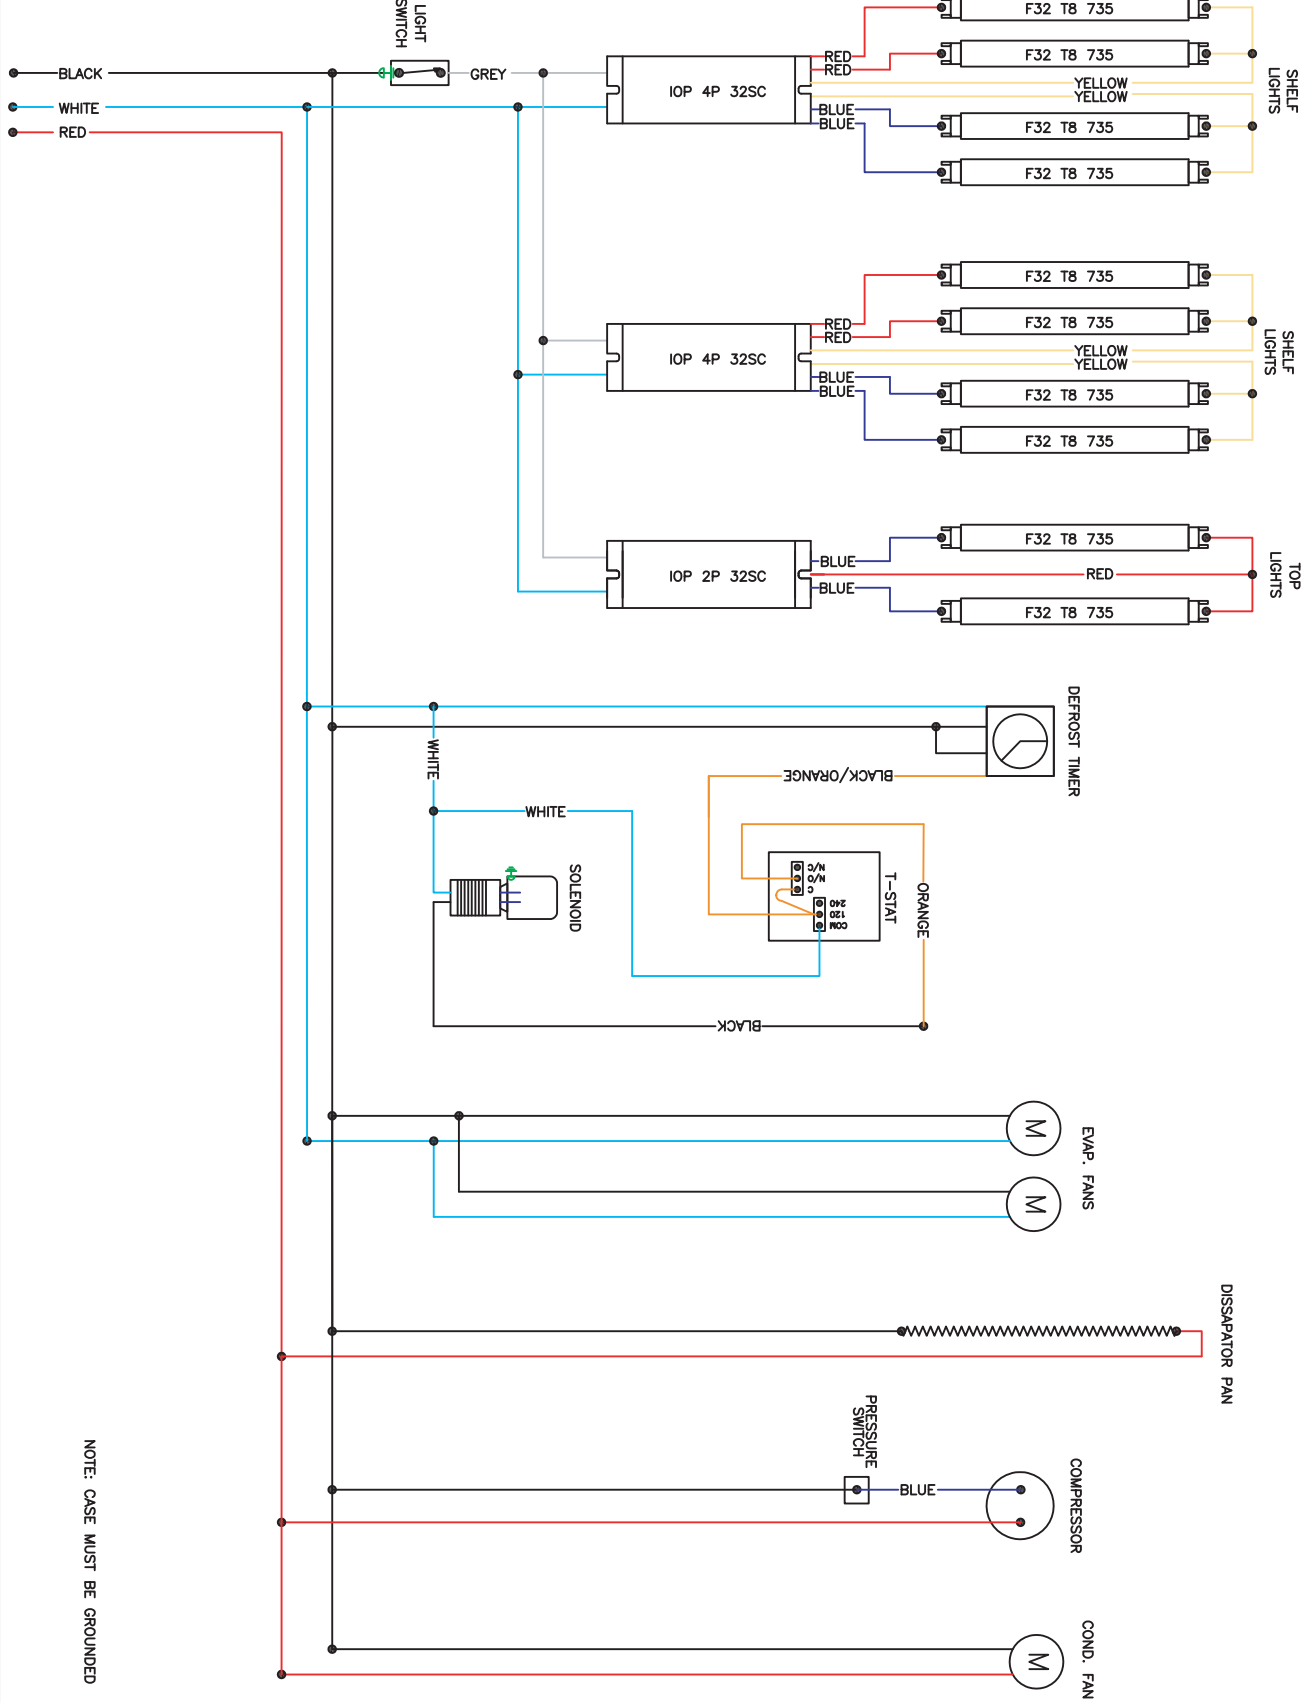 LIGHT
SWITCH
BLACK
WHITE
RED
GREY
IOP 4P 32SC
RED
RED
YELLOW
YELLOW
BLUE
BLUE
F32 T8 735
F32 T8 735
F32 T8 735
F32 T8 735
SHELF
LIGHTS
IOP 4P 32SC
RED
RED
YELLOW
YELLOW
BLUE
BLUE
F32 T8 735
F32 T8 735
F32 T8 735
F32 T8 735
SHELF
LIGHTS
IOP 2P 32SC
BLUE
RED
BLUE
F32 T8 735
F32 T8 735
TOP
LIGHTS
DEFROST TIMER
WHITE
BLACK/ORANGE
WHITE
SOLENOID
N/C
N/O
C
240
120
COM
T-STAT
ORANGE
BLACK
M
M
EVAP. FANS
DISSAPATOR PAN
PRESSURE
SWITCH
BLUE
COMPRESSOR
M
COND. FAN
NOTE: CASE MUST BE GROUNDED